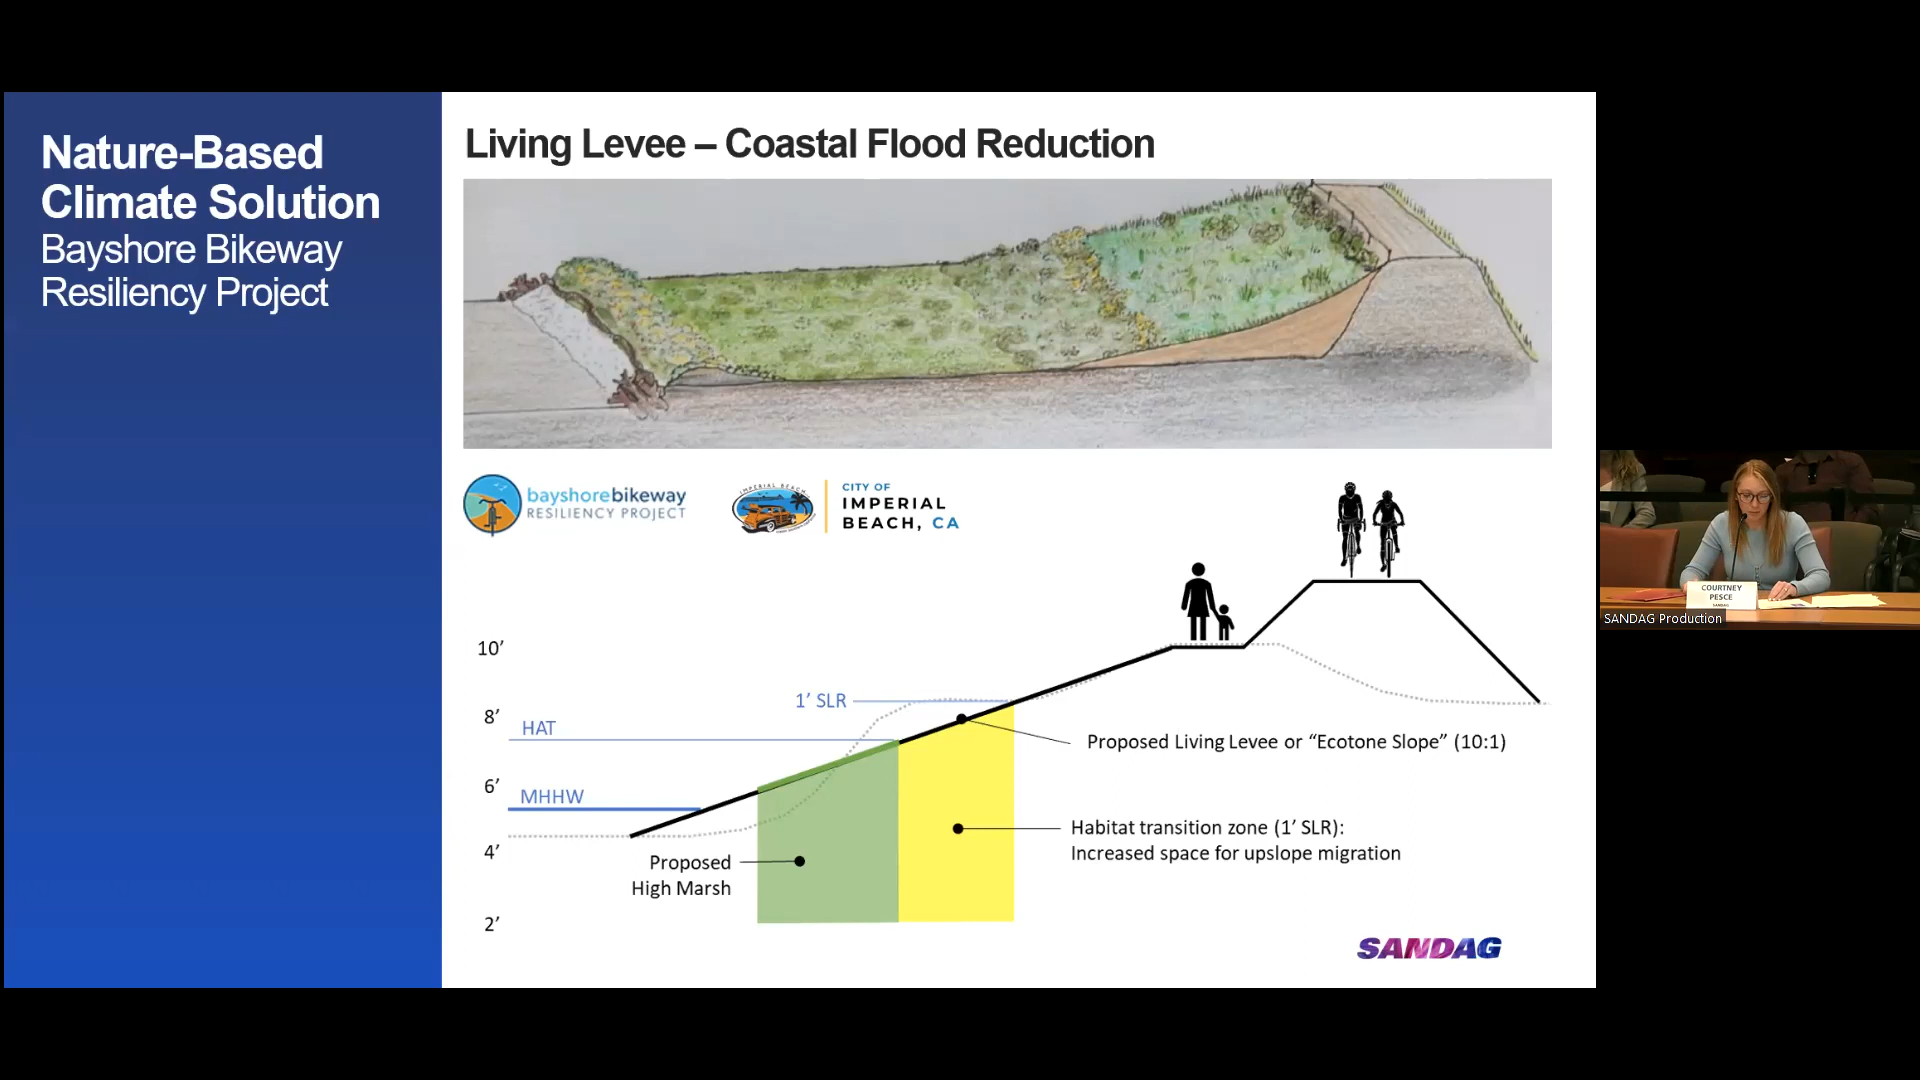 Nature-Based
Climate Solution
Bayshore Bikeway
Resiliency Project
Living Levee – Coastal Flood Reduction
bayshorebikeway
RESILIENCY PROJECT
IMPERIAL BEACH
CITY OF
IMPERIAL
BEACH, CA
10’
8’
6’
4’
2’
1’ SLR
HAT
MHHW
Proposed Living Levee or “Ecotone Slope” (10:1)
Habitat transition zone (1’ SLR):
Increased space for upslope migration
Proposed
High Marsh
SANDAG
COURTNEY
PESCE
SANDAG
SANDAG Production